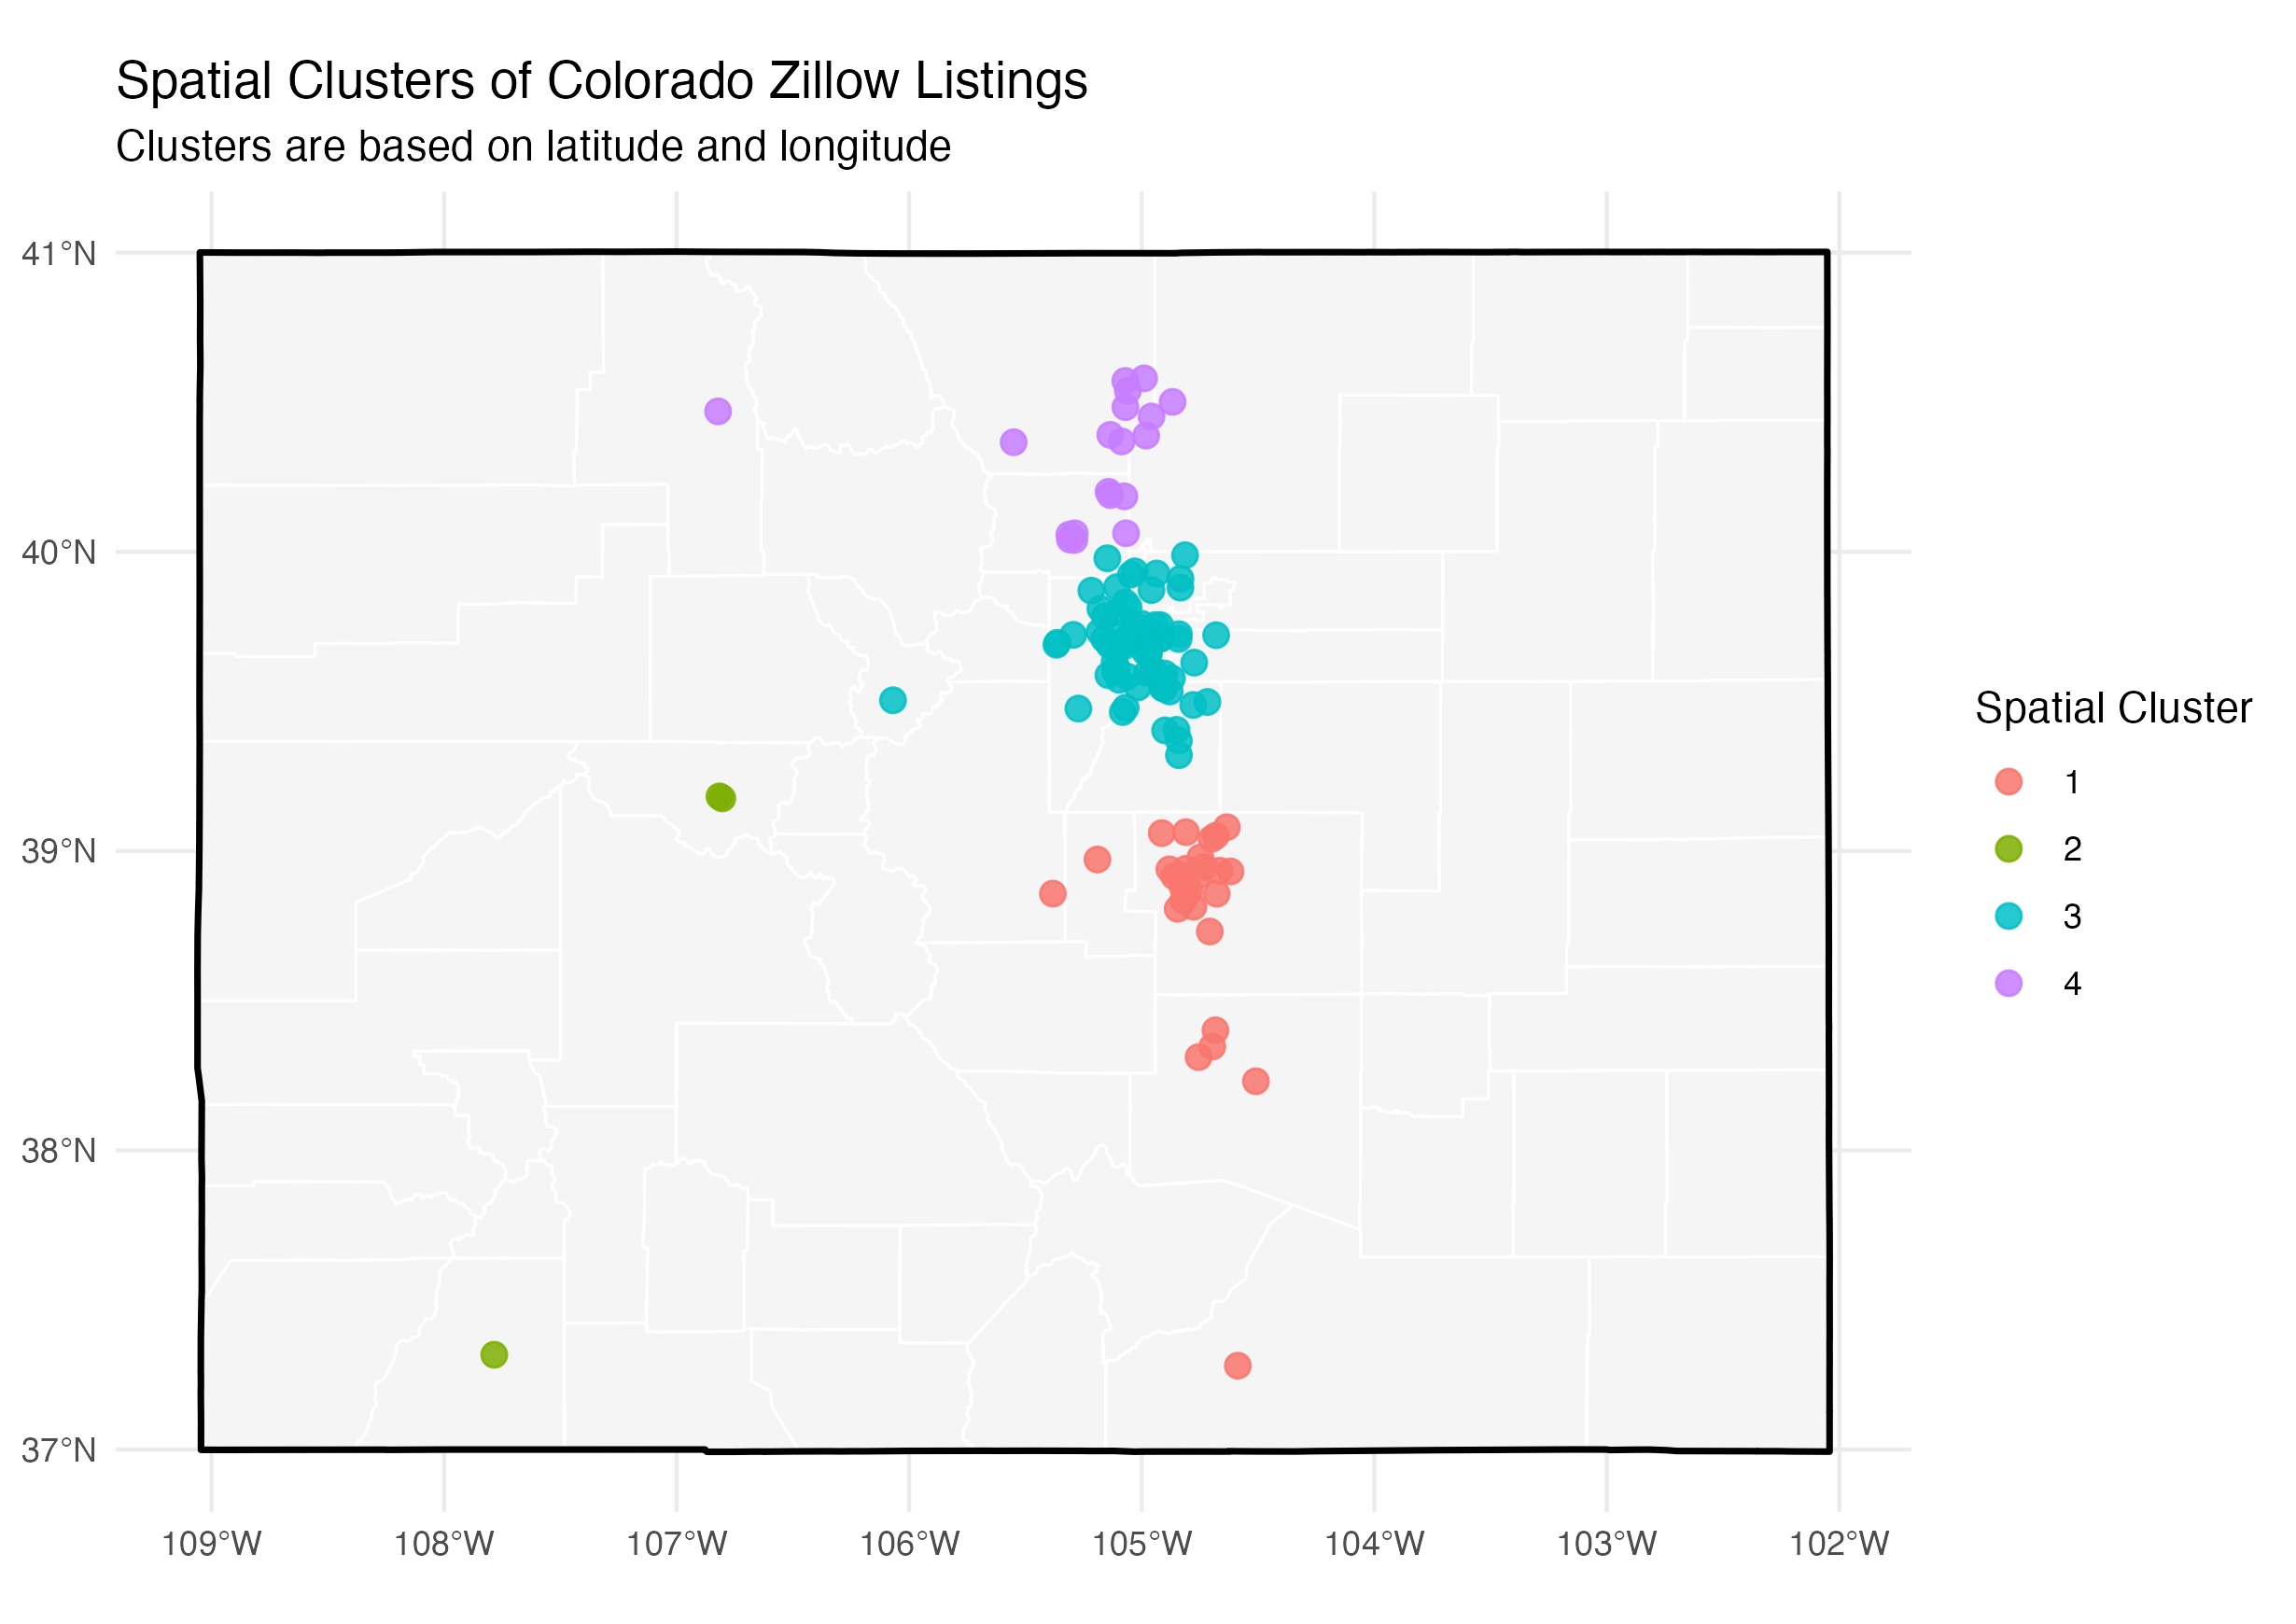 Spatial Clusters of Colorado Zillow Listings
Clusters are based on latitude and longitude
41°N
40°N
39°N
38°N
37°N
109°W 108°W 107°W 106°W 105°W 104°W 103°W 102°W
Spatial Cluster
1
2
3
4